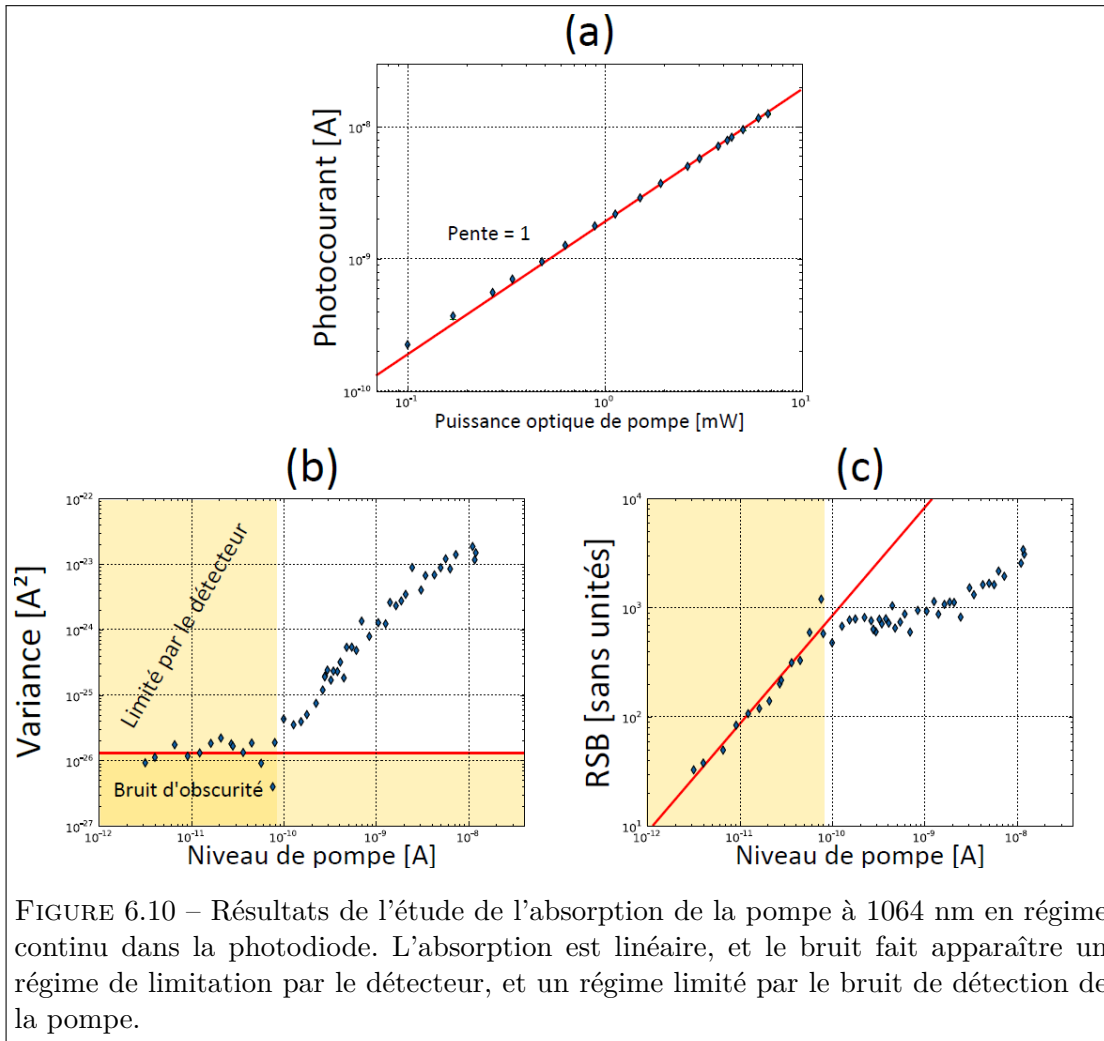 (a)
Photocourant [A]
10⁻⁸
10⁻⁹
10⁻¹⁰
Pente = 1
10⁻¹ 10⁰ 10¹
Puissance optique de pompe [mW]
(b)
Variance [A²]
10⁻²²
10⁻²³
10⁻²⁴
10⁻²⁵
10⁻²⁶
10⁻²⁷
Limité par le détecteur
Bruit d'obscurité
10⁻¹² 10⁻¹¹ 10⁻¹⁰ 10⁻⁹ 10⁻⁸
Niveau de pompe [A]
(c)
RSB [sans unités]
10⁴
10³
10²
10¹
10⁻¹² 10⁻¹¹ 10⁻¹⁰ 10⁻⁹ 10⁻⁸
Niveau de pompe [A]
FIGURE 6.10 – Résultats de l'étude de l'absorption de la pompe à 1064 nm en régime
continu dans la photodiode. L'absorption est linéaire, et le bruit fait apparaître un
régime de limitation par le détecteur, et un régime limité par le bruit de détection de
la pompe.